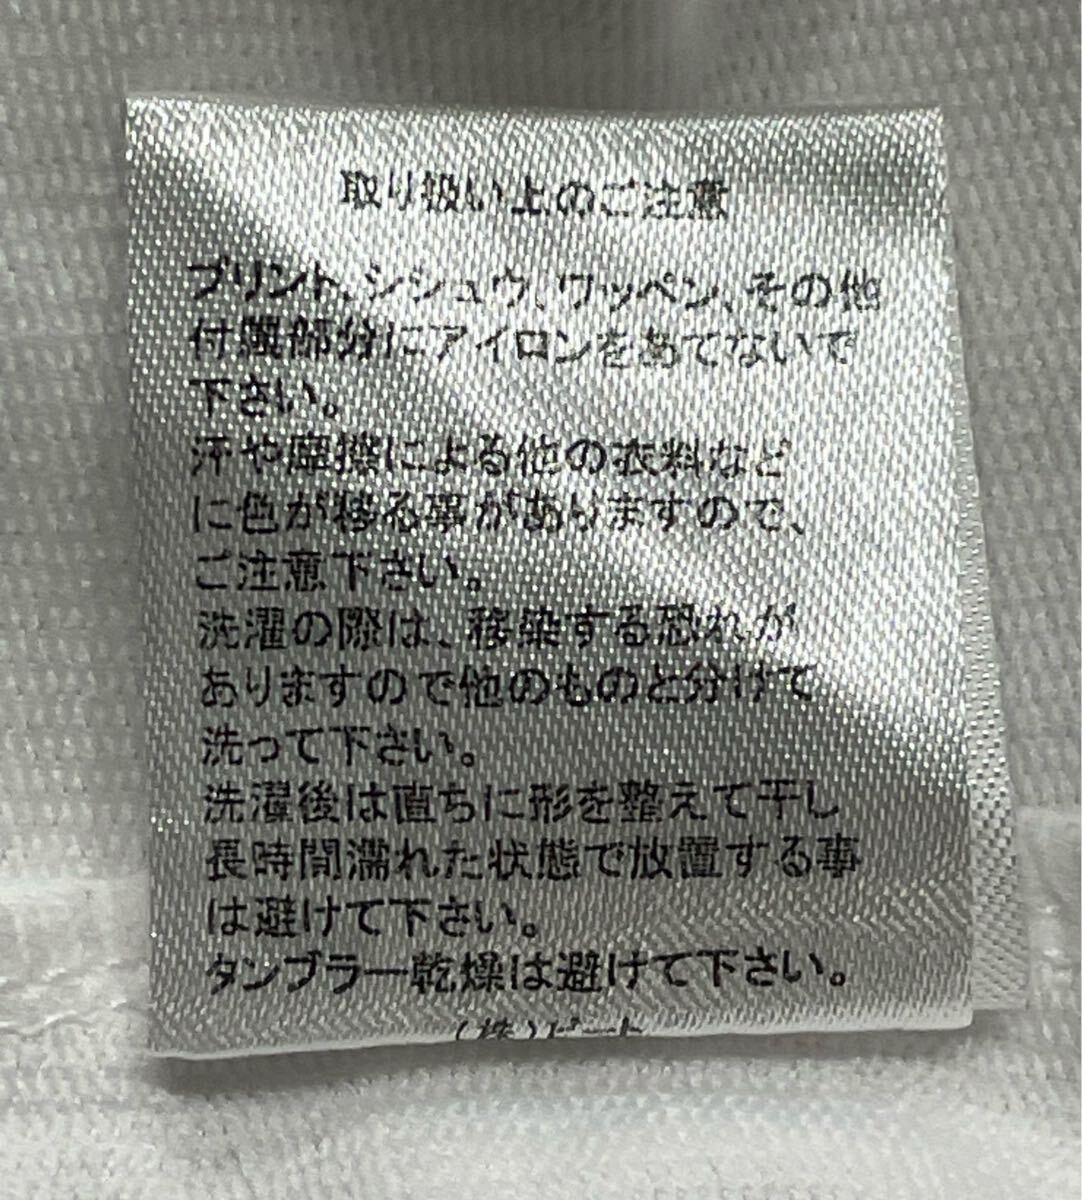 取り扱い上のご注意
プリント、シシュウ、ワッペン、その他
付属部分にアイロンをあてないで
下さい。
汗や摩擦による他の衣料など
に色が移る事がありますので、
ご注意下さい。
洗濯の際は、移染する恐れが
ありますので他のものと分けて
洗って下さい。
洗濯後は直ちに形を整えて干し
長時間濡れた状態で放置する事
は避けて下さい。
タンブラー乾燥は避けて下さい。
(株)ビート